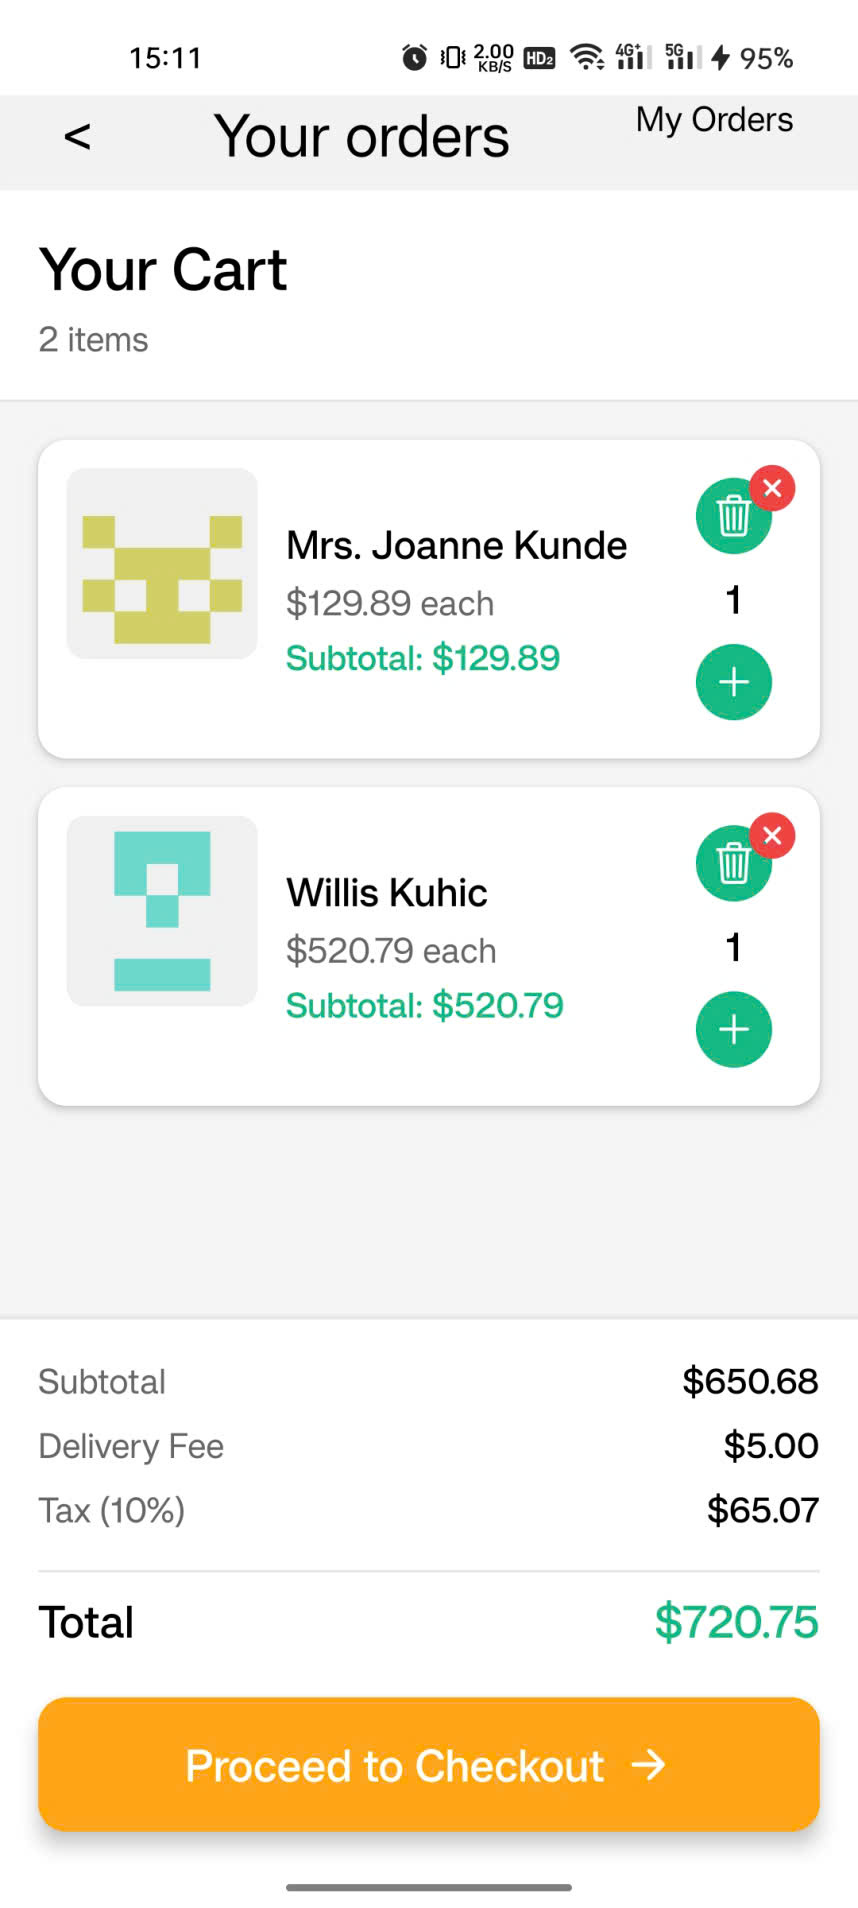 15:11 2.00 KB/S HD2 4G+ 5G 95%
< Your orders My Orders
Your Cart
2 items
Mrs. Joanne Kunde
$129.89 each
Subtotal: $129.89
1
Willis Kuhic
$520.79 each
Subtotal: $520.79
1
Subtotal $650.68
Delivery Fee $5.00
Tax (10%) $65.07
Total $720.75
Proceed to Checkout →